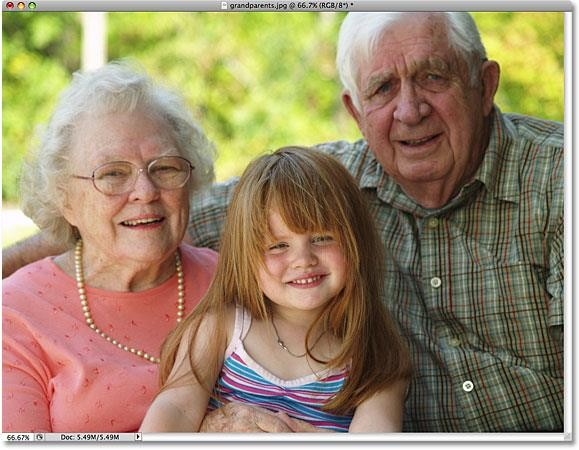 grandparents.jpg @ 66.7% (RGB/8*) *
66.67%
Doc: 5.49M/5.49M